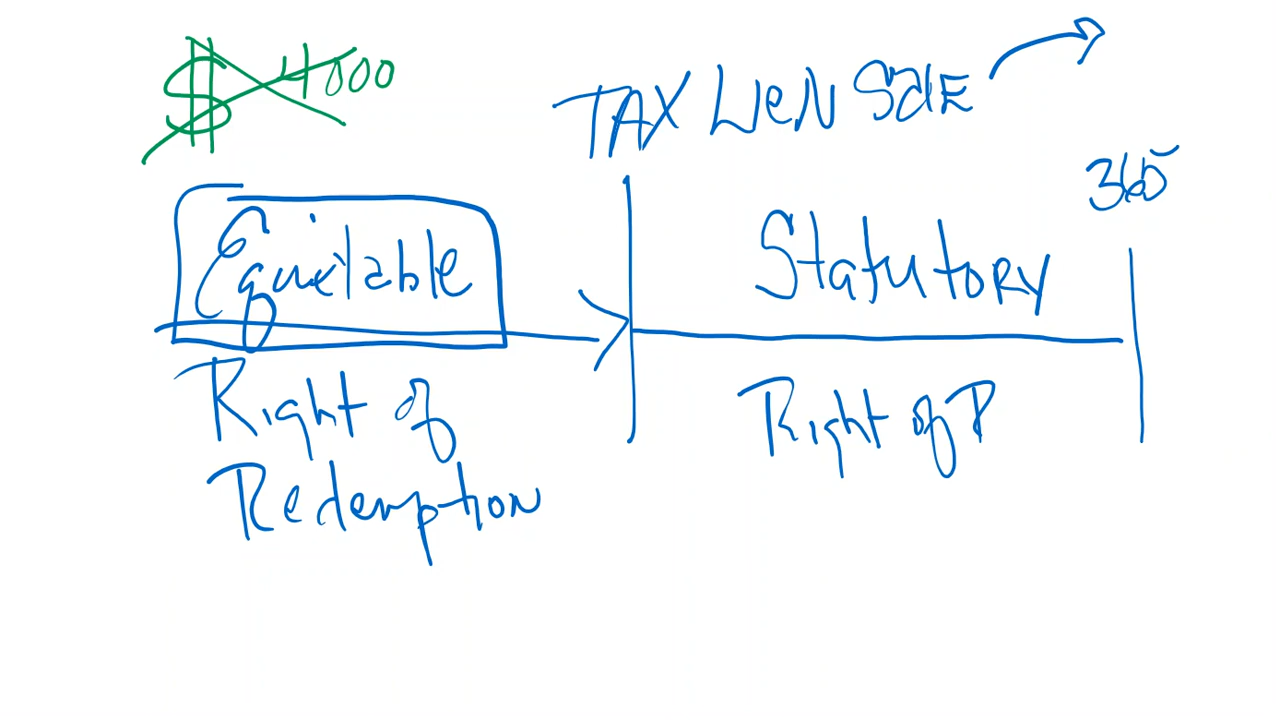 $4000
TAX LIEN SALE
365
Equitable
Statutory
Right of
Redemption
Right of R